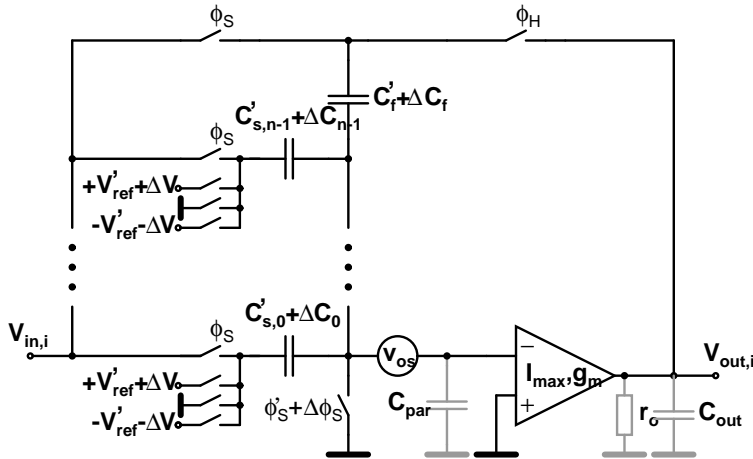 ϕS
ϕH
C'f+ΔCf
C's,n-1+ΔCn-1
ϕS
+V'ref+ΔV
-V'ref-ΔV
C's,0+ΔC0
ϕS
Vin,i
vos
−
Imax,gm
+
Vout,i
+V'ref+ΔV
-V'ref-ΔV
ϕ'S+ΔϕS
Cpar
ro
Cout